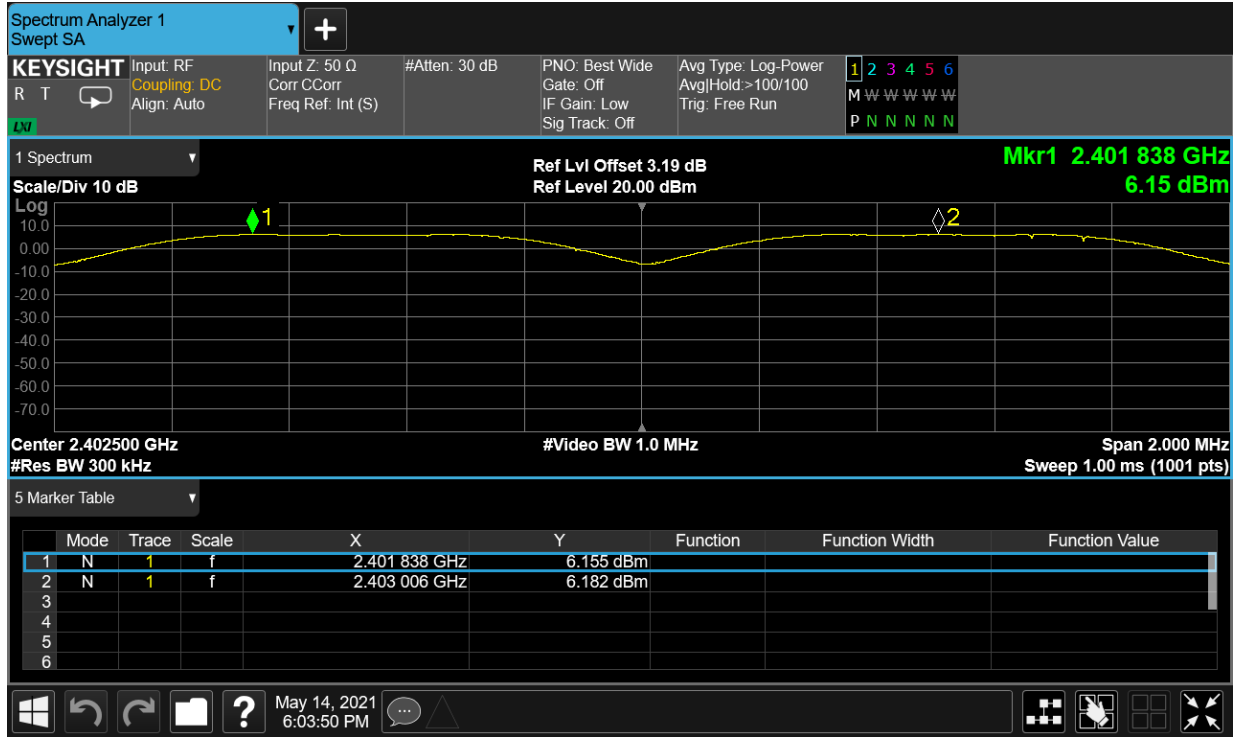 Spectrum Analyzer 1
Swept SA
KEYSIGHT Input: RF Input Z: 50 Ω #Atten: 30 dB PNO: Best Wide Avg Type: Log-Power 1 2 3 4 5 6
R T Coupling: DC Corr CCorr Gate: Off Avg|Hold:>100/100 M W W W W W
Align: Auto Freq Ref: Int (S) IF Gain: Low Trig: Free Run P N N N N N
LXI Sig Track: Off
1 Spectrum Ref Lvl Offset 3.19 dB Mkr1 2.401 838 GHz
Scale/Div 10 dB Ref Level 20.00 dBm 6.15 dBm
Log
1 2
10.0
0.00
-10.0
-20.0
-30.0
-40.0
-50.0
-60.0
-70.0
Center 2.402500 GHz #Video BW 1.0 MHz Span 2.000 MHz
#Res BW 300 kHz Sweep 1.00 ms (1001 pts)
5 Marker Table
Mode Trace Scale X Y Function Function Width Function Value
1 N 1 f 2.401 838 GHz 6.155 dBm
2 N 1 f 2.403 006 GHz 6.182 dBm
3
4
5
6
? May 14, 2021
6:03:50 PM